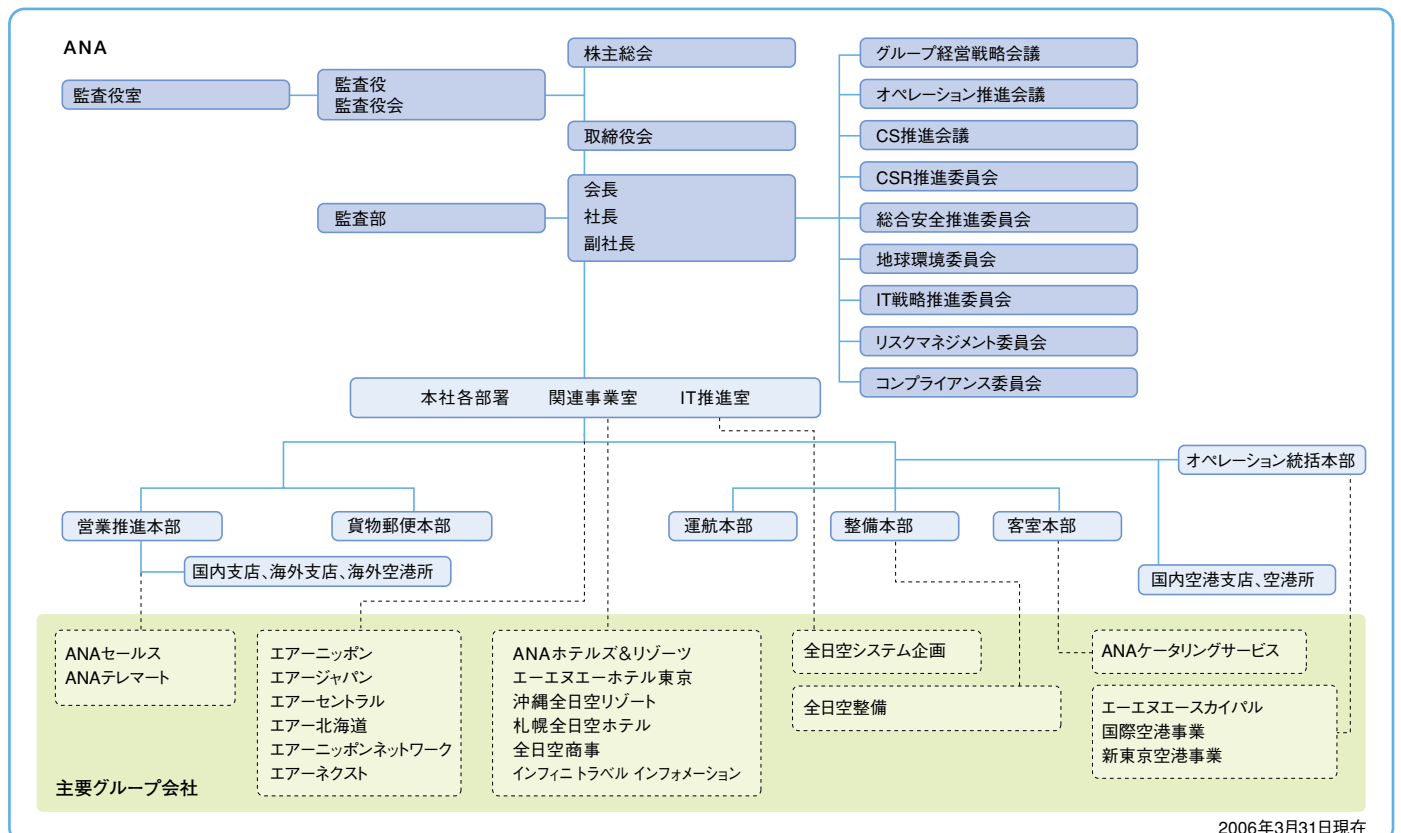 ANA
株主総会
監査役室
監査役
監査役会
取締役会
会長
社長
副社長
監査部
グループ経営戦略会議
オペレーション推進会議
CS推進会議
CSR推進委員会
総合安全推進委員会
地球環境委員会
IT戦略推進委員会
リスクマネジメント委員会
コンプライアンス委員会
本社各部署 関連事業室 IT推進室
オペレーション統括本部
営業推進本部
貨物郵便本部
運航本部
整備本部
客室本部
国内支店、海外支店、海外空港所
国内空港支店、空港所
ANAセールス
ANAテレマート
エアーニッポン
エアージャパン
エアーセントラル
エアー北海道
エアーニッポンネットワーク
エアーネクスト
ANAホテルズ&リゾーツ
エーエヌエーホテル東京
沖縄全日空リゾート
札幌全日空ホテル
全日空商事
インフィニ トラベル インフォメーション
全日空システム企画
全日空整備
ANAケータリングサービス
エーエヌエースカイパル
国際空港事業
新東京空港事業
主要グループ会社
2006年3月31日現在